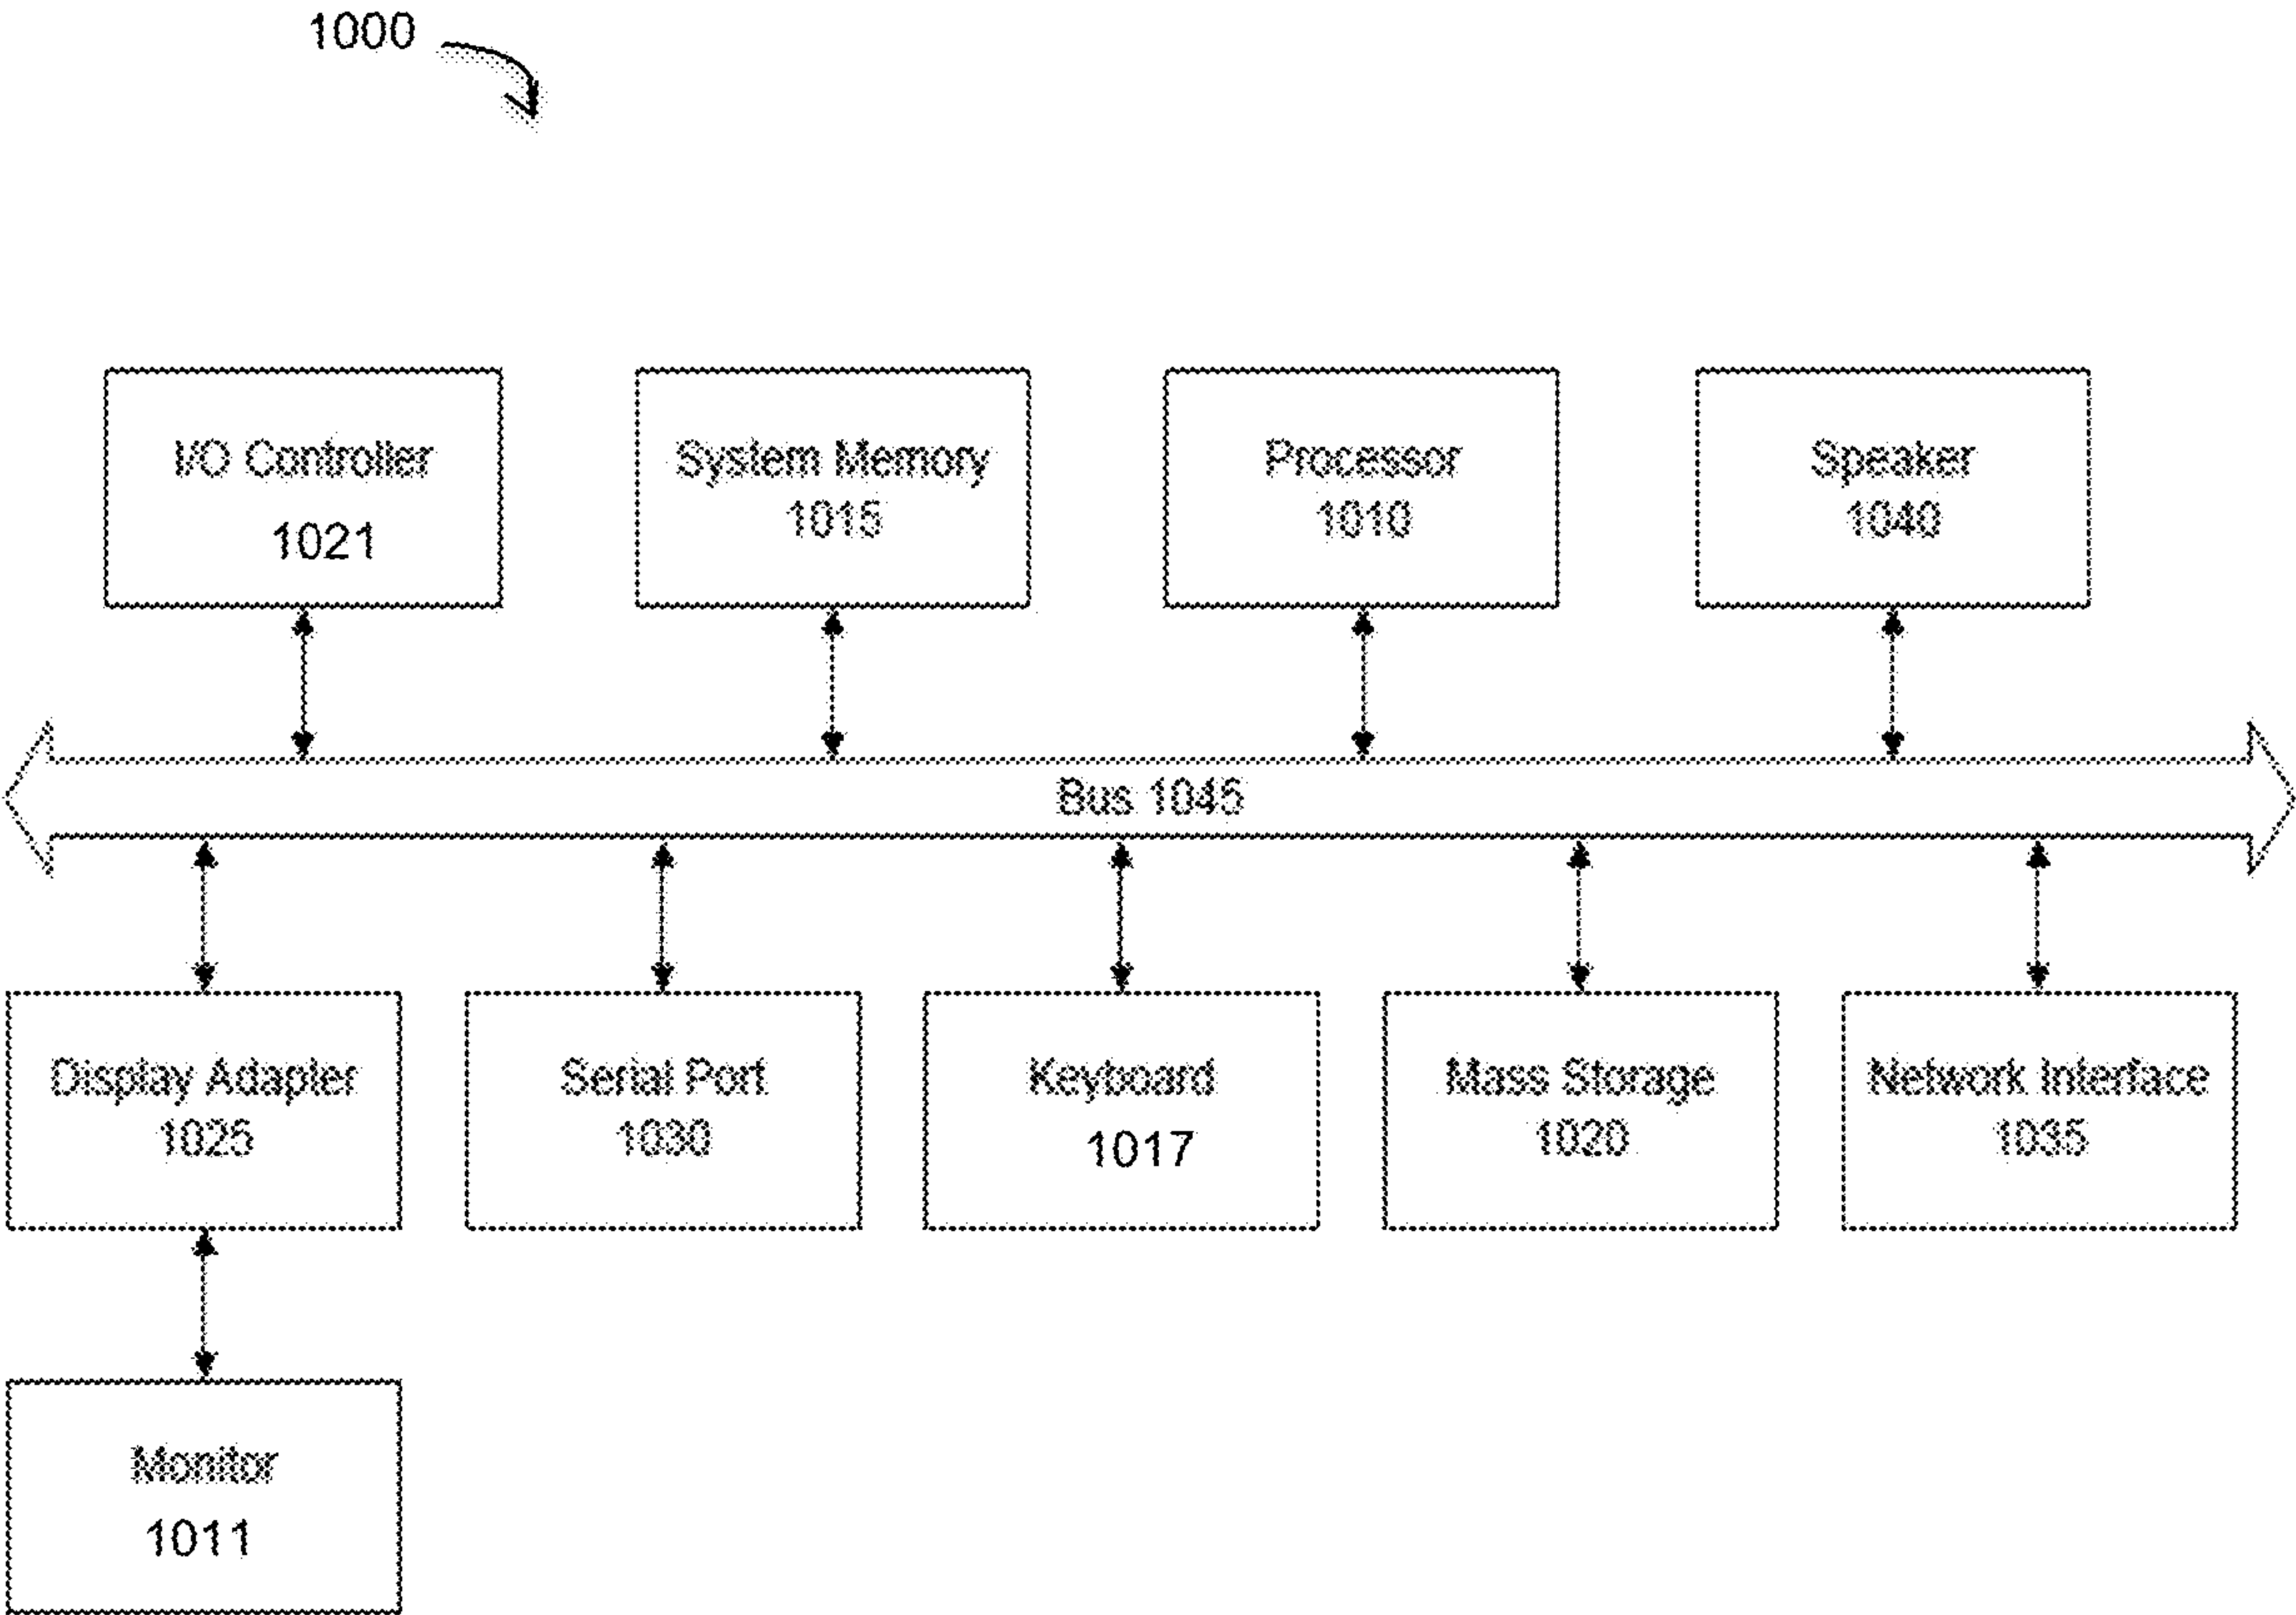 1000
I/O Controller
1021
System Memory
1015
Processor
1010
Speaker
1040
Bus 1045
Display Adapter
1025
Serial Port
1030
Keyboard
1017
Mass Storage
1020
Network Interface
1035
Monitor
1011